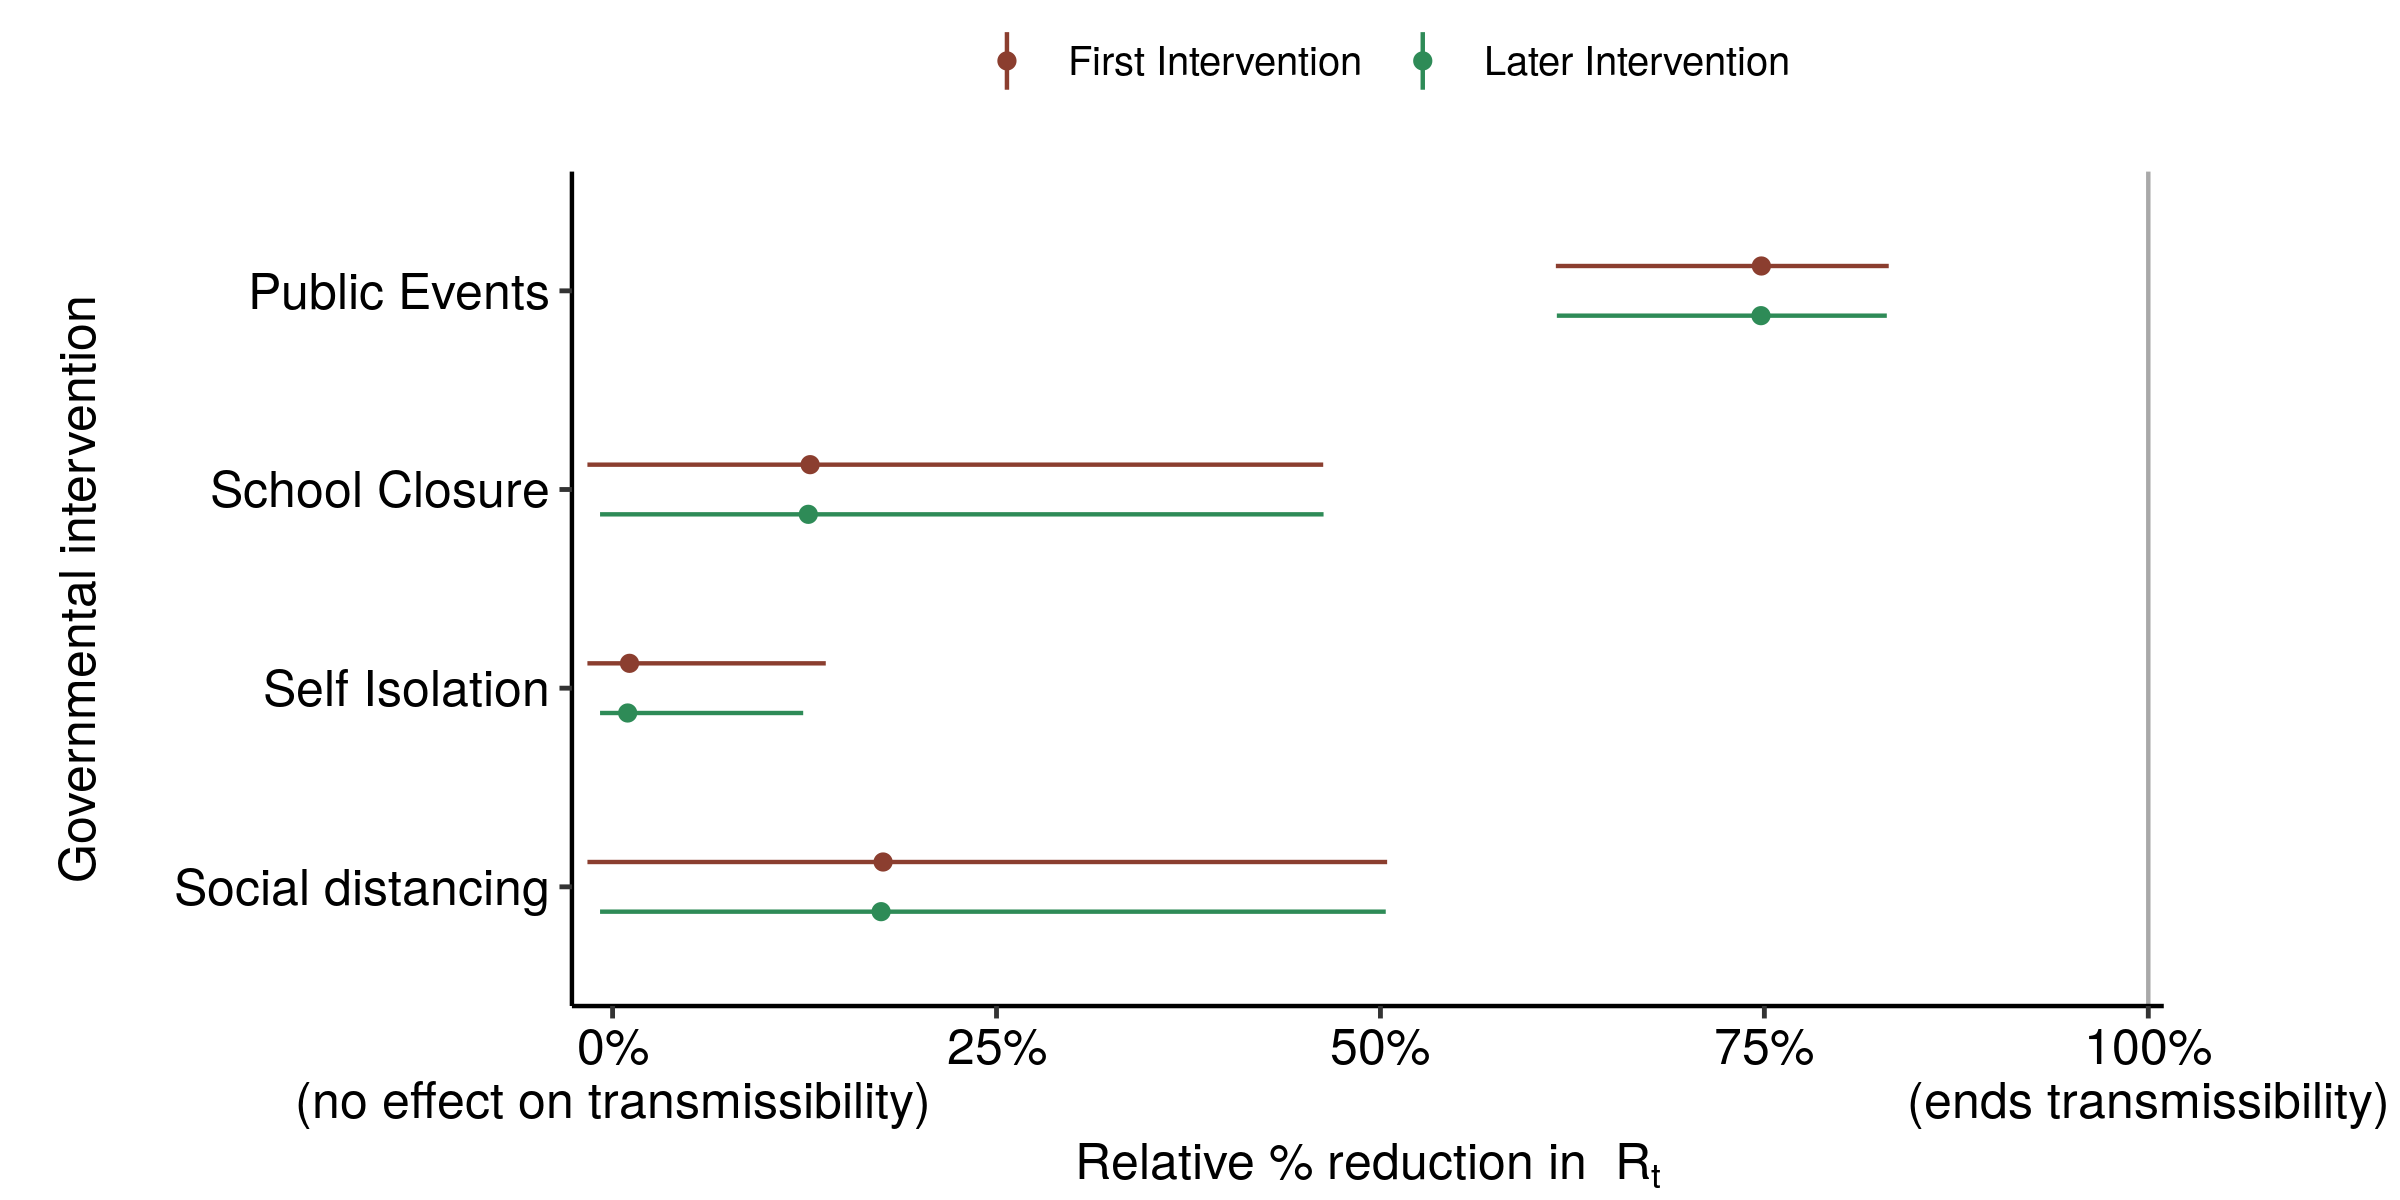 First Intervention
Later Intervention
Governmental intervention
Public Events
School Closure
Self Isolation
Social distancing
0%
(no effect on transmissibility)
25%
50%
75%
100%
(ends transmissibility)
Relative % reduction in Rt